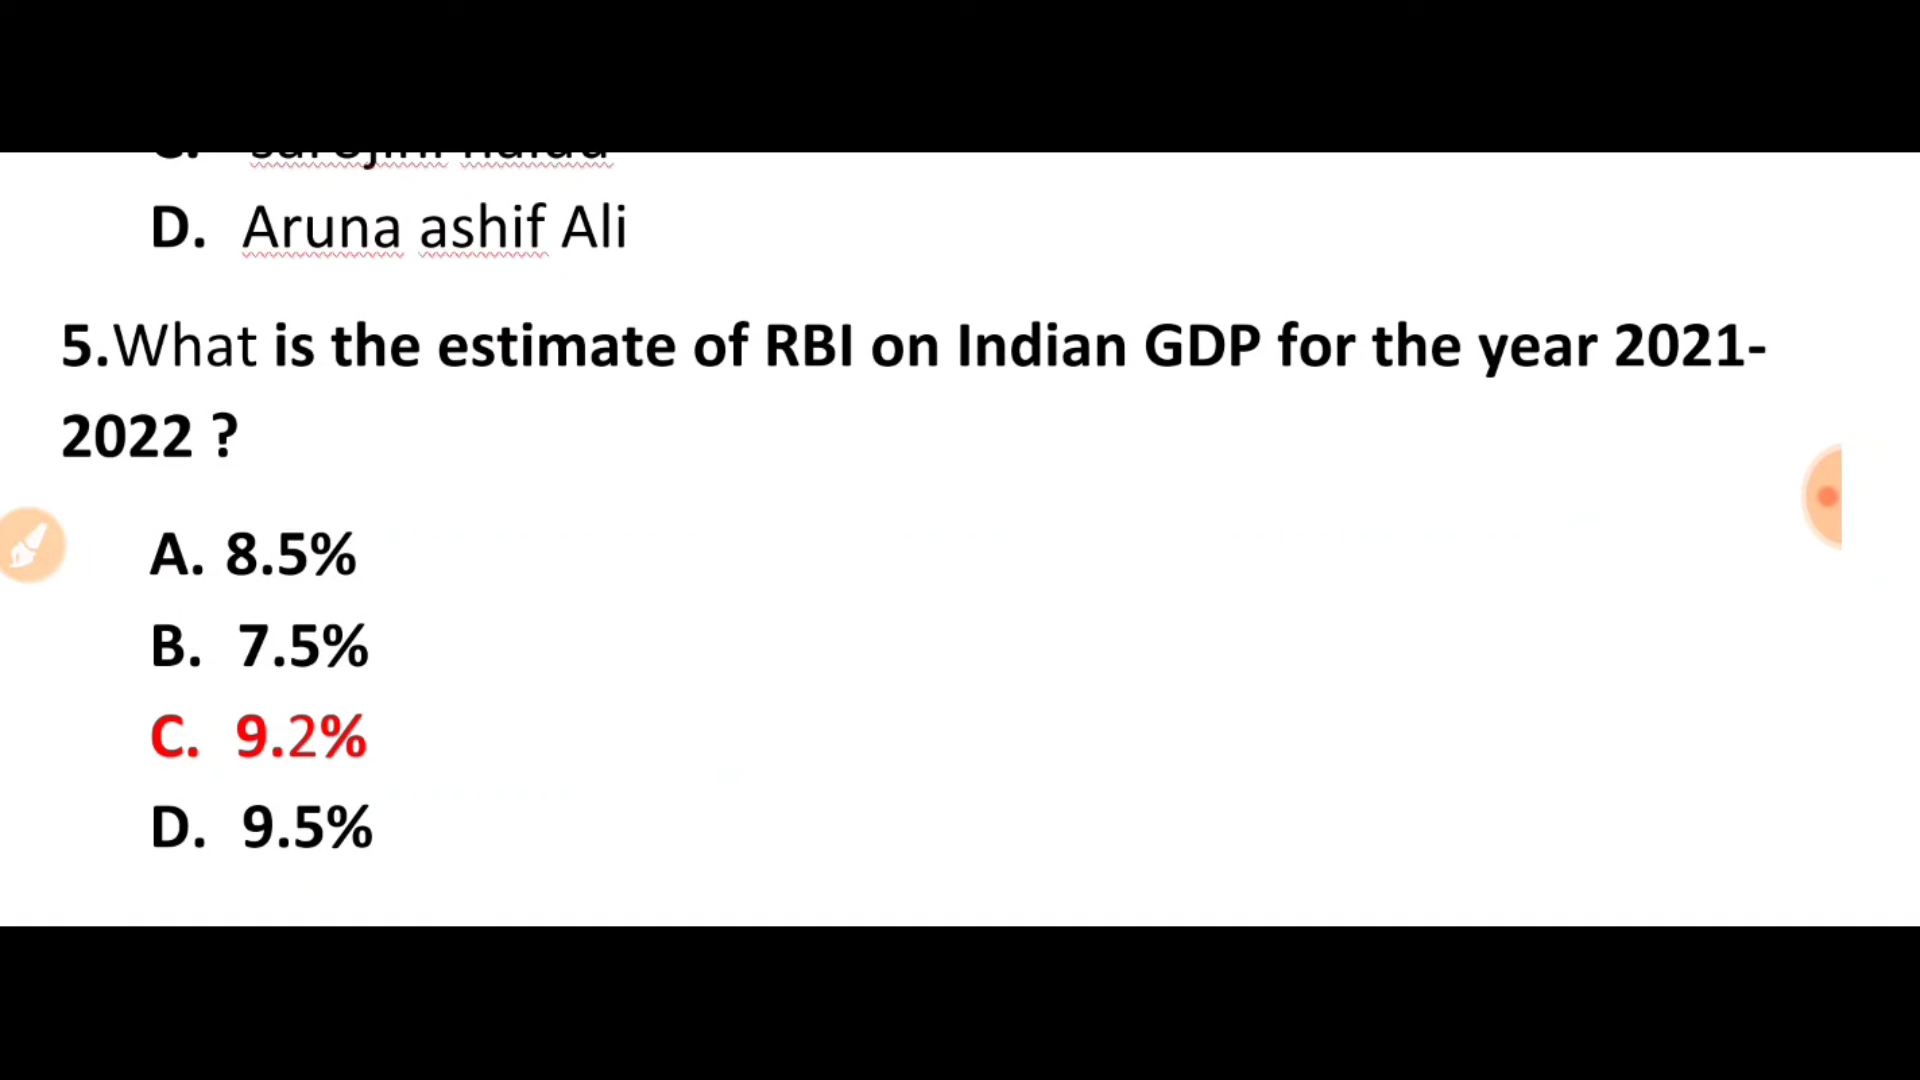 D. Aruna ashif Ali
5.What is the estimate of RBI on Indian GDP for the year 2021-
2022 ?
A. 8.5%
B. 7.5%
C. 9.2%
D. 9.5%